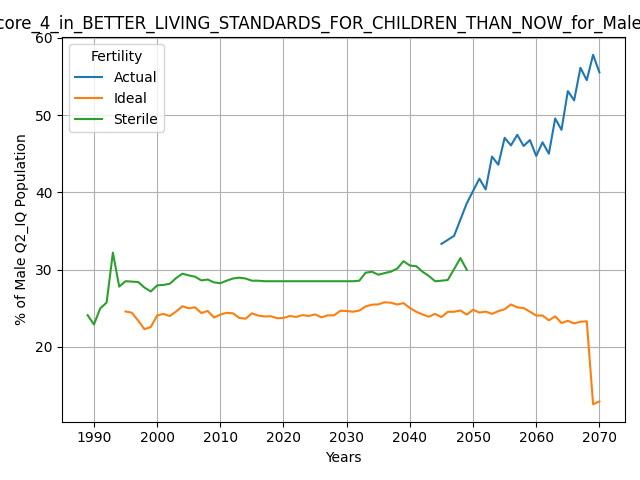 core_4_in_BETTER_LIVING_STANDARDS_FOR_CHILDREN_THAN_NOW_for_Male
Fertility
Actual
Ideal
Sterile
% of Male Q2_IQ Population
60
50
40
30
20
1990 2000 2010 2020 2030 2040 2050 2060 2070
Years